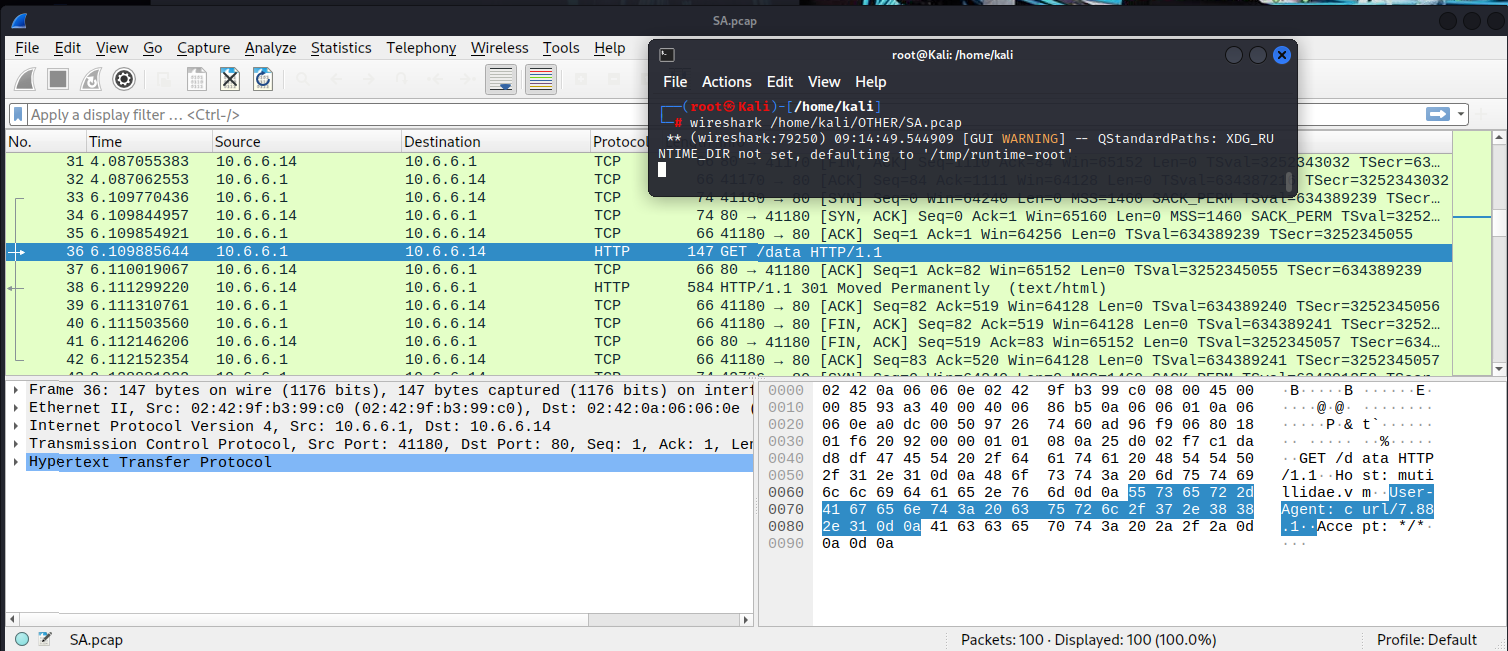 SA.pcap
File Edit View Go Capture Analyze Statistics Telephony Wireless Tools Help
Apply a display filter … <Ctrl-/>
root@Kali: /home/kali
File Actions Edit View Help
(root㉿Kali)-[/home/kali]
# wireshark /home/kali/OTHER/SA.pcap
** (wireshark:79250) 09:14:49.544909 [GUI WARNING] -- QStandardPaths: XDG_RU
NTIME_DIR not set, defaulting to '/tmp/runtime-root'
No. Time Source Destination Protocol
31 4.087055383 10.6.6.14 10.6.6.1 TCP TSval=3252343032 TSecr=63…
32 4.087062553 10.6.6.1 10.6.6.14 TCP 66 41170 → 80 [ACK] Seq=84 Ack=1111 Win=64128 Len=0 TSecr=3252343032
33 6.109770436 10.6.6.1 10.6.6.14 TCP 74 41180 → 80 [SYN] Seq=0 Win=64240 Len=0 MSS=1460 SACK_PERM TSval=634389239 TSecr…
34 6.109844957 10.6.6.14 10.6.6.1 TCP 74 80 → 41180 [SYN, ACK] Seq=0 Ack=1 Win=65160 Len=0 MSS=1460 SACK_PERM TSval=3252…
35 6.109854921 10.6.6.1 10.6.6.14 TCP 66 41180 → 80 [ACK] Seq=1 Ack=1 Win=64256 Len=0 TSval=634389239 TSecr=3252345055
36 6.109885644 10.6.6.1 10.6.6.14 HTTP 147 GET /data HTTP/1.1
37 6.110019067 10.6.6.14 10.6.6.1 TCP 66 80 → 41180 [ACK] Seq=1 Ack=82 Win=65152 Len=0 TSval=3252345055 TSecr=634389239
38 6.111299220 10.6.6.14 10.6.6.1 HTTP 584 HTTP/1.1 301 Moved Permanently (text/html)
39 6.111310761 10.6.6.1 10.6.6.14 TCP 66 41180 → 80 [ACK] Seq=82 Ack=519 Win=64128 Len=0 TSval=634389240 TSecr=3252345056
40 6.111503560 10.6.6.1 10.6.6.14 TCP 66 41180 → 80 [FIN, ACK] Seq=82 Ack=519 Win=64128 Len=0 TSval=634389241 TSecr=3252…
41 6.112146206 10.6.6.14 10.6.6.1 TCP 66 80 → 41180 [FIN, ACK] Seq=519 Ack=83 Win=65152 Len=0 TSval=3252345057 TSecr=634…
42 6.112152354 10.6.6.1 10.6.6.14 TCP 66 41180 → 80 [ACK] Seq=83 Ack=520 Win=64128 Len=0 TSval=634389241 TSecr=3252345057
Frame 36: 147 bytes on wire (1176 bits), 147 bytes captured (1176 bits) on interf
Ethernet II, Src: 02:42:9f:b3:99:c0 (02:42:9f:b3:99:c0), Dst: 02:42:0a:06:06:0e (
Internet Protocol Version 4, Src: 10.6.6.1, Dst: 10.6.6.14
Transmission Control Protocol, Src Port: 41180, Dst Port: 80, Seq: 1, Ack: 1, Len
Hypertext Transfer Protocol
0000 02 42 0a 06 06 0e 02 42 9f b3 99 c0 08 00 45 00 ·B·····B ······E·
0010 00 85 93 a3 40 00 40 06 86 b5 0a 06 06 01 0a 06 ····@·@· ········
0020 06 0e a0 dc 00 50 97 26 74 60 ad 96 f9 06 80 18 ·····P·& t`······
0030 01 f6 20 92 00 00 01 01 08 0a 25 d0 02 f7 c1 da ·· ····· ··%·····
0040 d8 df 47 45 54 20 2f 64 61 74 61 20 48 54 54 50 ··GET /d ata HTTP
0050 2f 31 2e 31 0d 0a 48 6f 73 74 3a 20 6d 75 74 69 /1.1··Ho st: muti
0060 6c 6c 69 64 61 65 2e 76 6d 0d 0a 55 73 65 72 2d llidae.v m··User-
0070 41 67 65 6e 74 3a 20 63 75 72 6c 2f 37 2e 38 38 Agent: c url/7.88
0080 2e 31 0d 0a 41 63 63 65 70 74 3a 20 2a 2f 2a 0d .1··Acce pt: */*·
0090 0a 0d 0a ···
SA.pcap
Packets: 100 · Displayed: 100 (100.0%)
Profile: Default